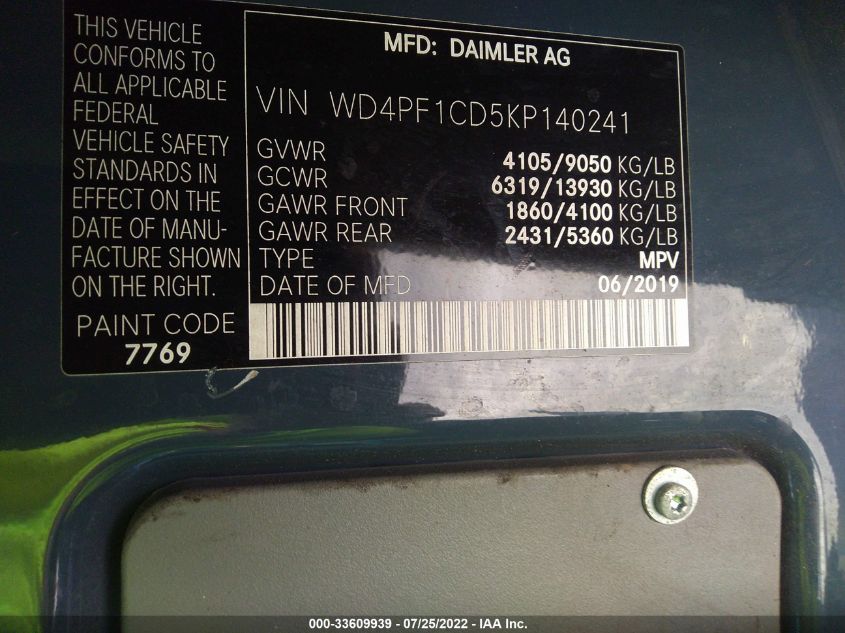 THIS VEHICLE
CONFORMS TO
ALL APPLICABLE
FEDERAL
VEHICLE SAFETY
STANDARDS IN
EFFECT ON THE
DATE OF MANU-
FACTURE SHOWN
ON THE RIGHT.
PAINT CODE
7769
MFD: DAIMLER AG
VIN WD4PF1CD5KP140241
GVWR 4105/9050 KG/LB
GCWR 6319/13930 KG/LB
GAWR FRONT 1860/4100 KG/LB
GAWR REAR 2431/5360 KG/LB
TYPE MPV
DATE OF MFD 06/2019
000-33609939 - 07/25/2022 - IAA Inc.